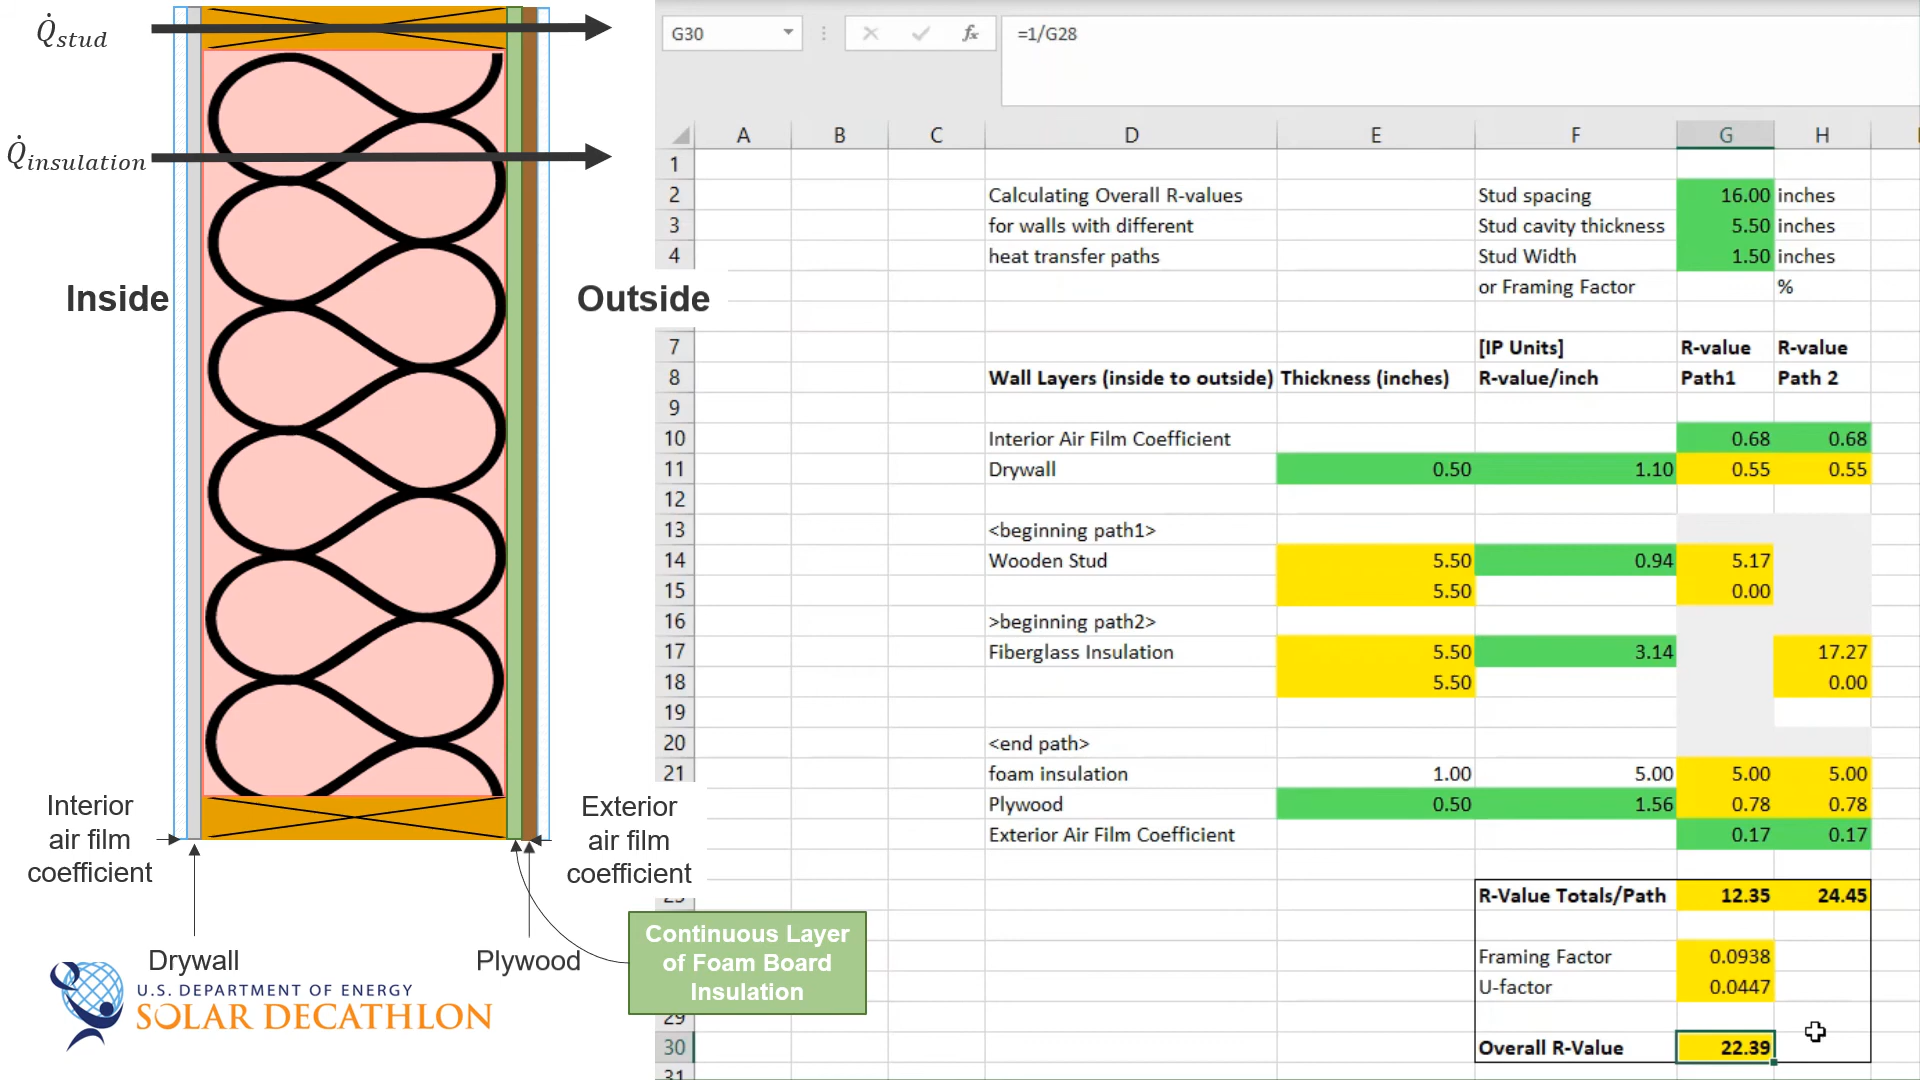 Q̇stud
Q̇insulation
Inside
Outside
Interior
air film
coefficient
Exterior
air film
coefficient
Drywall
Plywood
Continuous Layer
of Foam Board
Insulation
U.S. DEPARTMENT OF ENERGY
SOLAR DECATHLON
G30 fx =1/G28
A B C D E F G H
1
2 Calculating Overall R-values Stud spacing 16.00 inches
3 for walls with different Stud cavity thickness 5.50 inches
4 heat transfer paths Stud Width 1.50 inches
or Framing Factor %
7 [IP Units] R-value R-value
8 Wall Layers (inside to outside) Thickness (inches) R-value/inch Path1 Path 2
9
10 Interior Air Film Coefficient 0.68 0.68
11 Drywall 0.50 1.10 0.55 0.55
12
13 <beginning path1>
14 Wooden Stud 5.50 0.94 5.17
15 5.50 0.00
16 >beginning path2>
17 Fiberglass Insulation 5.50 3.14 17.27
18 5.50 0.00
19
20 <end path>
21 foam insulation 1.00 5.00 5.00 5.00
Plywood 0.50 1.56 0.78 0.78
Exterior Air Film Coefficient 0.17 0.17
R-Value Totals/Path 12.35 24.45
Framing Factor 0.0938
U-factor 0.0447
29
30 Overall R-Value 22.39
31